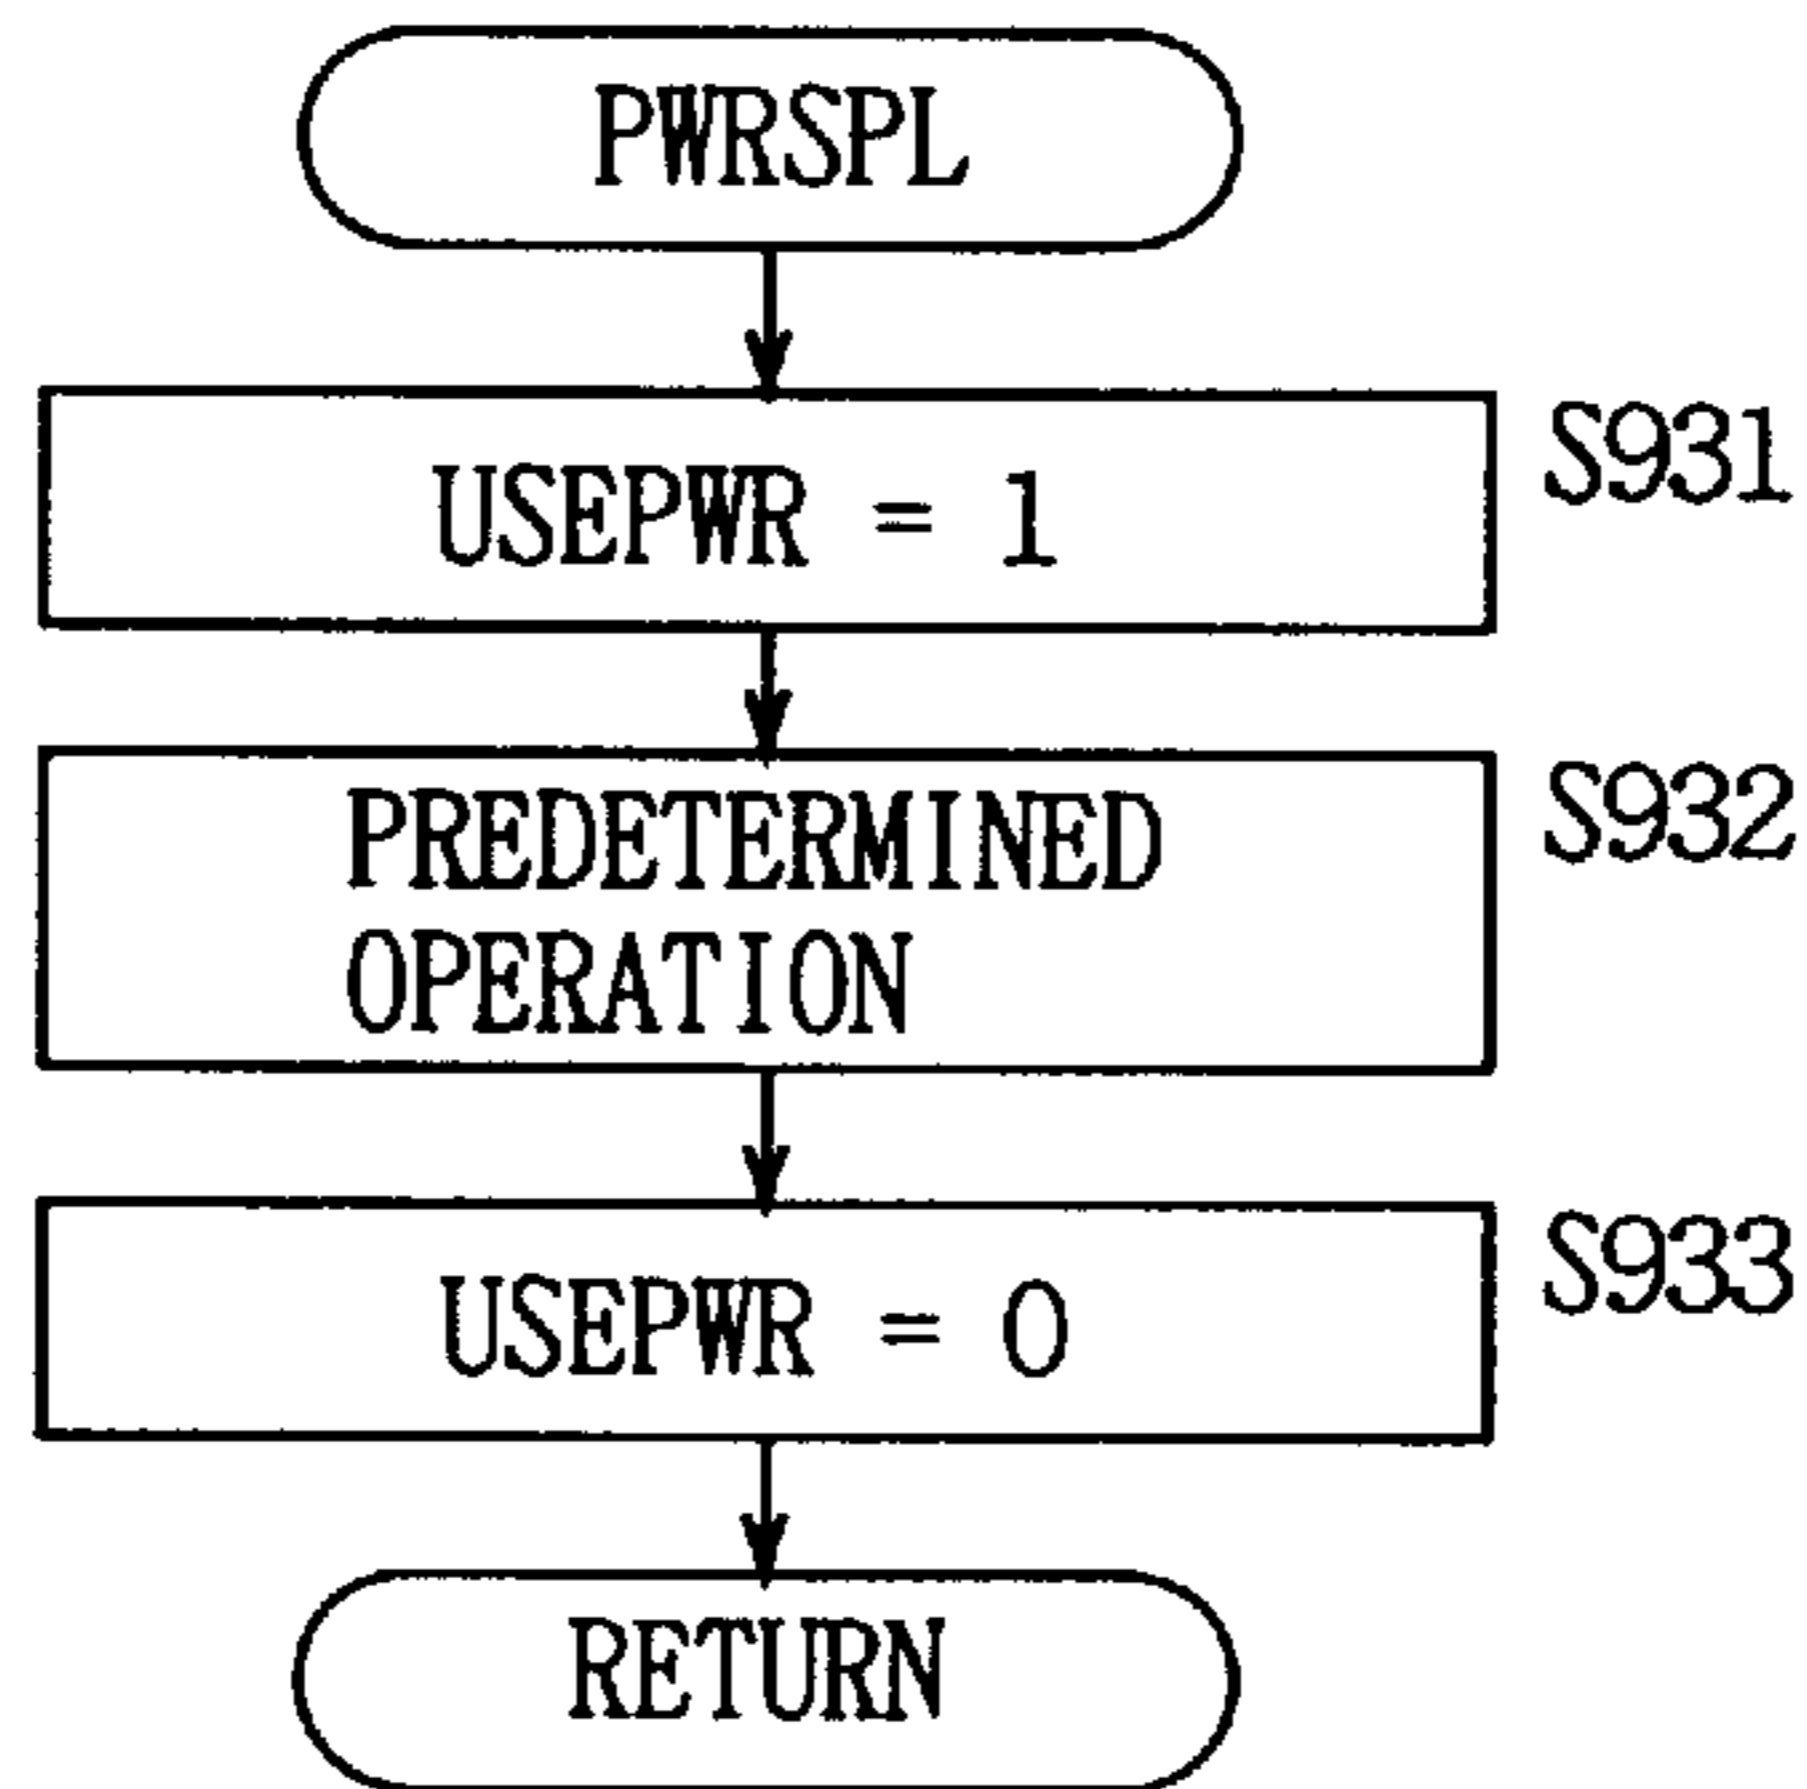 PWRSPL
USEPWR = 1
S931
PREDETERMINED
OPERATION
S932
USEPWR = 0
S933
RETURN